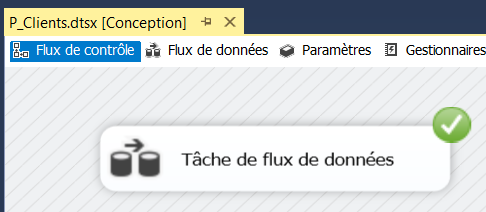 P_Clients.dtsx [Conception]
Flux de contrôle Flux de données Paramètres Gestionnaires
Tâche de flux de données